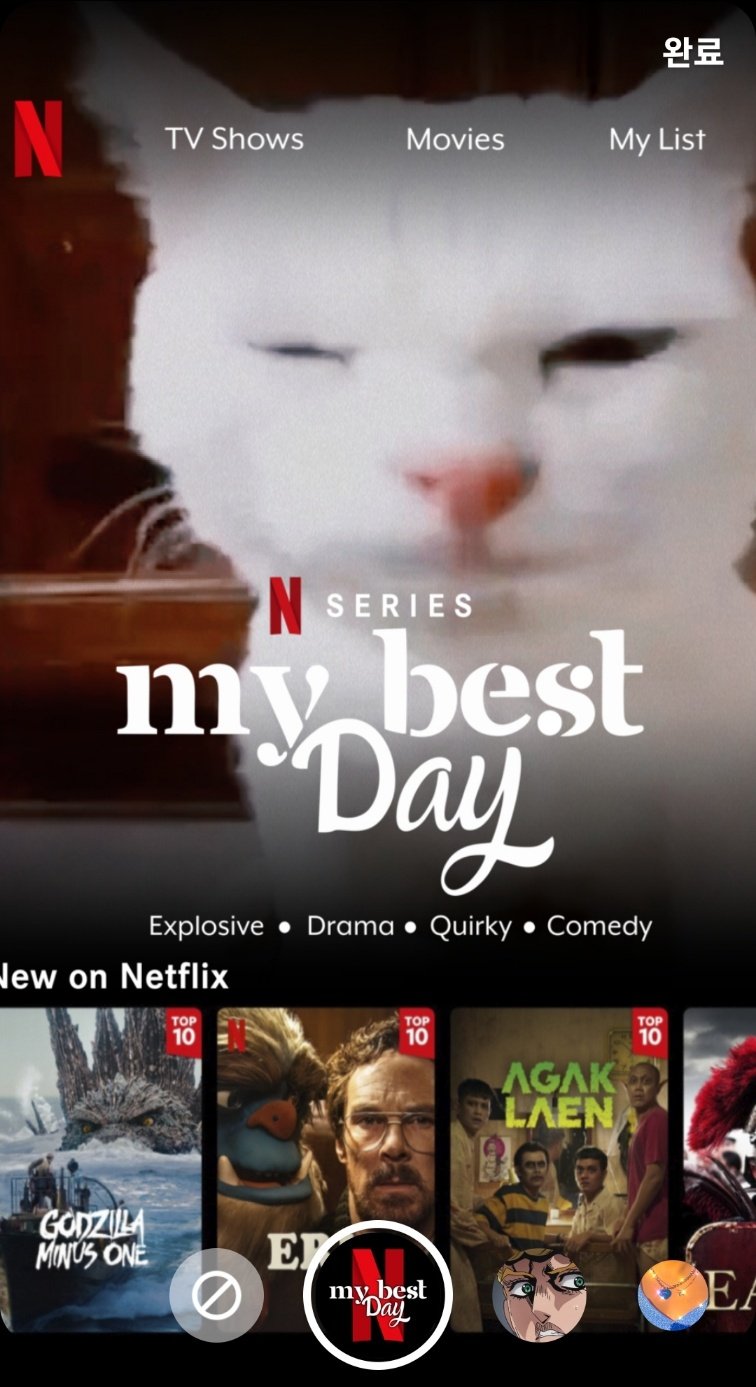 완료
TV Shows Movies My List
N SERIES
my best
Day
Explosive • Drama • Quirky • Comedy
New on Netflix
TOP 10 TOP 10 TOP 10
AGAK
LAEN
GODZILLA
MINUS ONE
my best
Day